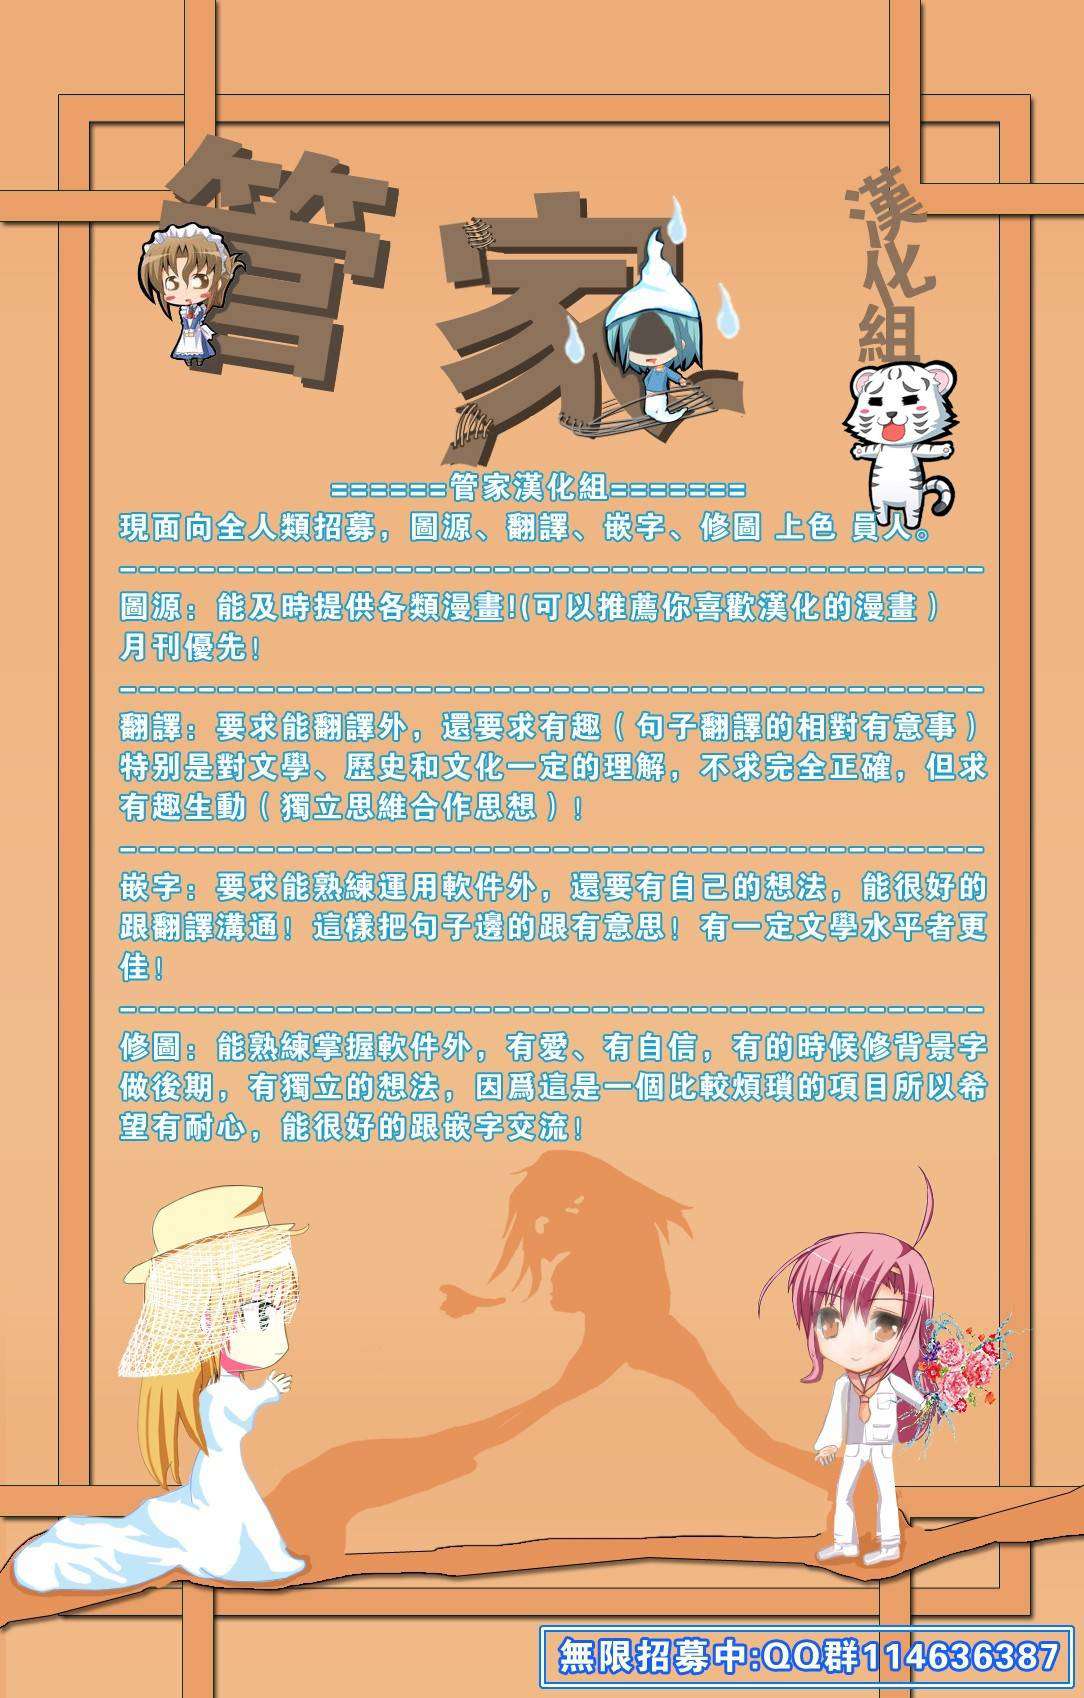 管家
漢化組
======管家漢化組=======
現面向全人類招募，圖源、翻譯、嵌字、修圖 上色 員人。
--------------------------------------------
圖源：能及時提供各類漫畫!(可以推薦你喜歡漢化的漫畫）
月刊優先！
--------------------------------------------
翻譯：要求能翻譯外，還要求有趣（句子翻譯的相對有意事）
特别是對文學、歷史和文化一定的理解，不求完全正確，但求
有趣生動（獨立思維合作思想）！
--------------------------------------------
嵌字：要求能熟練運用軟件外，還要有自己的想法，能很好的
跟翻譯溝通！這樣把句子邊的跟有意思！有一定文學水平者更
佳！
--------------------------------------------
修圖：能熟練掌握軟件外，有愛、有自信，有的時候修背景字
做後期，有獨立的想法，因爲這是一個比較煩瑣的項目所以希
望有耐心，能很好的跟嵌字交流！
無限招募中:QQ群114636387